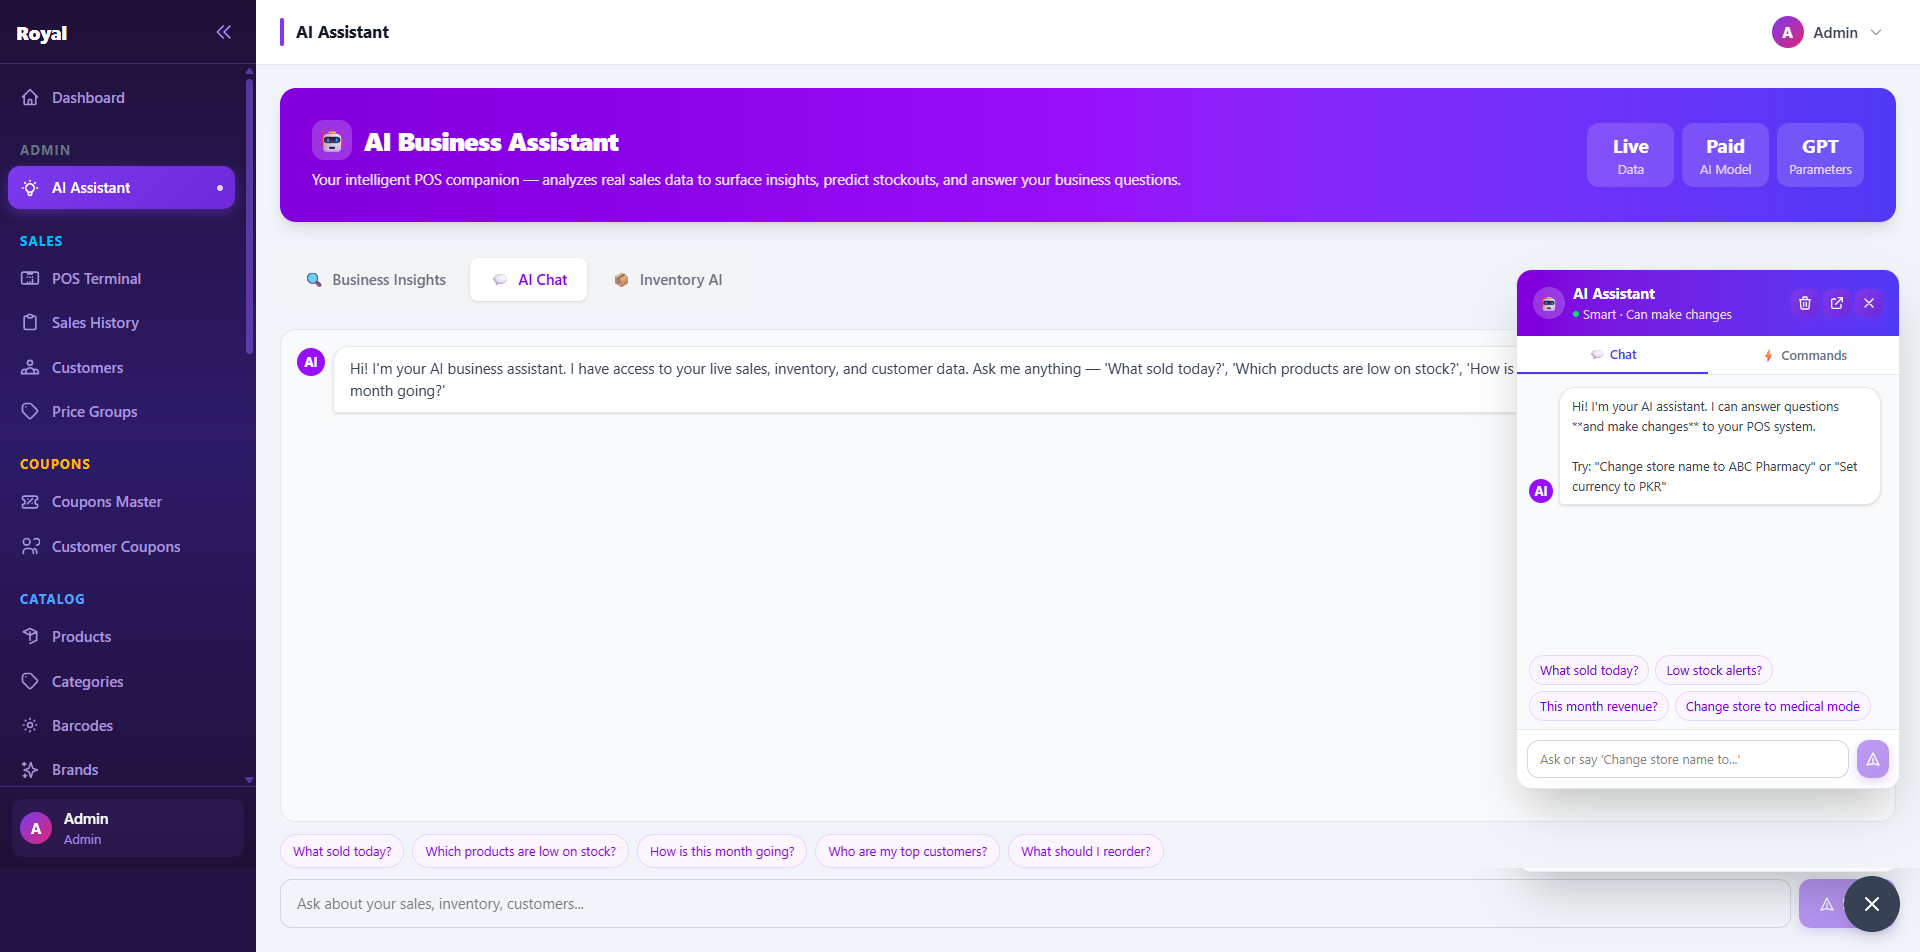 Royal
Dashboard
ADMIN
AI Assistant
SALES
POS Terminal
Sales History
Customers
Price Groups
COUPONS
Coupons Master
Customer Coupons
CATALOG
Products
Categories
Barcodes
Brands
A
Admin
Admin
AI Assistant
A
Admin
AI Business Assistant
Your intelligent POS companion — analyzes real sales data to surface insights, predict stockouts, and answer your business questions.
Live
Data
Paid
AI Model
GPT
Parameters
Business Insights
AI Chat
Inventory AI
AI
Hi! I'm your AI business assistant. I have access to your live sales, inventory, and customer data. Ask me anything — 'What sold today?', 'Which products are low on stock?', 'How is
month going?'
What sold today?
Which products are low on stock?
How is this month going?
Who are my top customers?
What should I reorder?
Ask about your sales, inventory, customers...
AI Assistant
Smart · Can make changes
Chat
Commands
Hi! I'm your AI assistant. I can answer questions
**and make changes** to your POS system.
Try: "Change store name to ABC Pharmacy" or "Set
currency to PKR"
AI
What sold today?
Low stock alerts?
This month revenue?
Change store to medical mode
Ask or say 'Change store name to...'